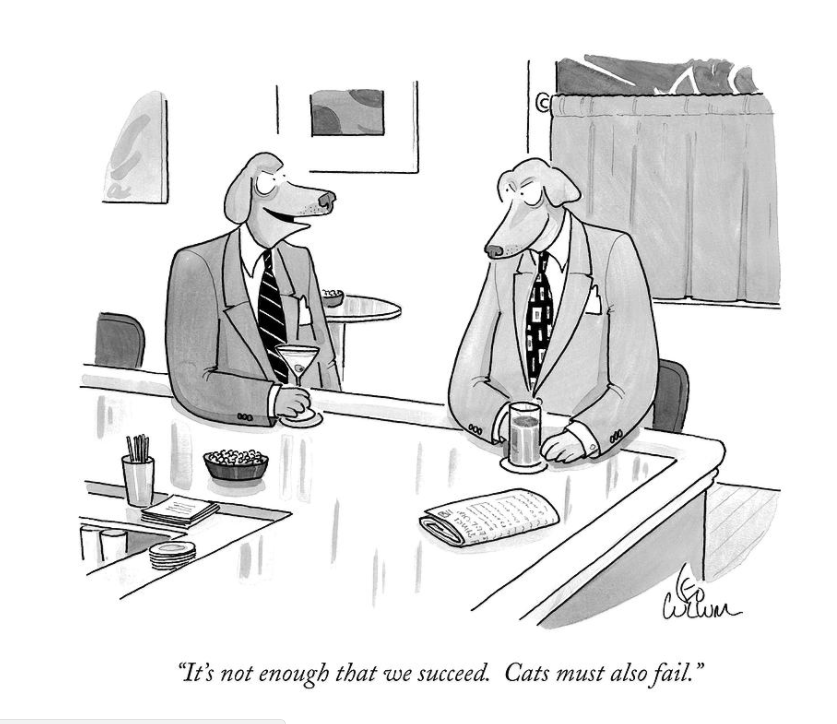 “It’s not enough that we succeed.  Cats must also fail.”